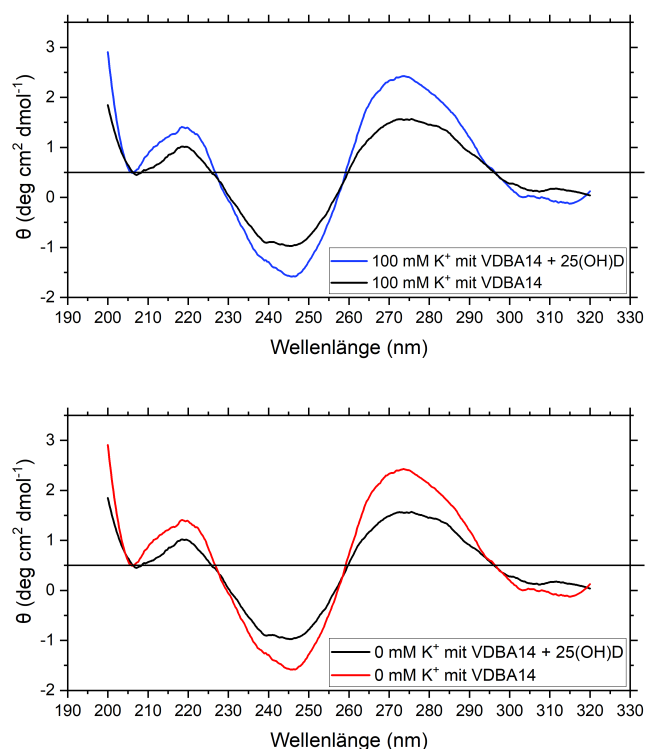 3
2
1
0
-1
-2
θ (deg cm² dmol⁻¹)
100 mM K⁺ mit VDBA14 + 25(OH)D
100 mM K⁺ mit VDBA14
190 200 210 220 230 240 250 260 270 280 290 300 310 320 330
Wellenlänge (nm)
3
2
1
0
-1
-2
θ (deg cm² dmol⁻¹)
0 mM K⁺ mit VDBA14 + 25(OH)D
0 mM K⁺ mit VDBA14
190 200 210 220 230 240 250 260 270 280 290 300 310 320 330
Wellenlänge (nm)